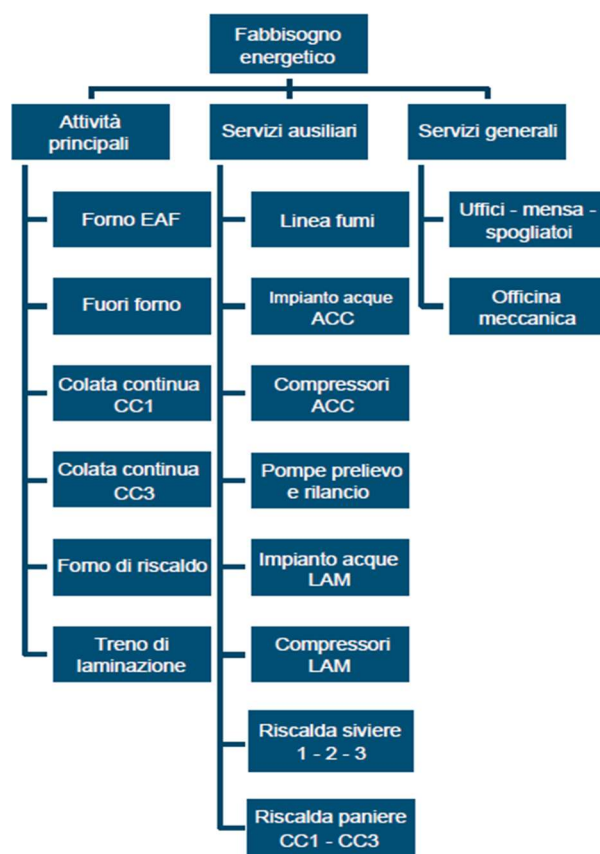 Fabbisogno
energetico
Attività
principali
Servizi ausiliari
Servizi generali
Forno EAF
Fuori forno
Colata continua
CC1
Colata continua
CC3
Forno di riscaldo
Treno di
laminazione
Linea fumi
Impianto acque
ACC
Compressori
ACC
Pompe prelievo
e rilancio
Impianto acque
LAM
Compressori
LAM
Riscalda siviere
1 - 2 - 3
Riscalda paniere
CC1 - CC3
Uffici - mensa -
spogliatoi
Officina
meccanica